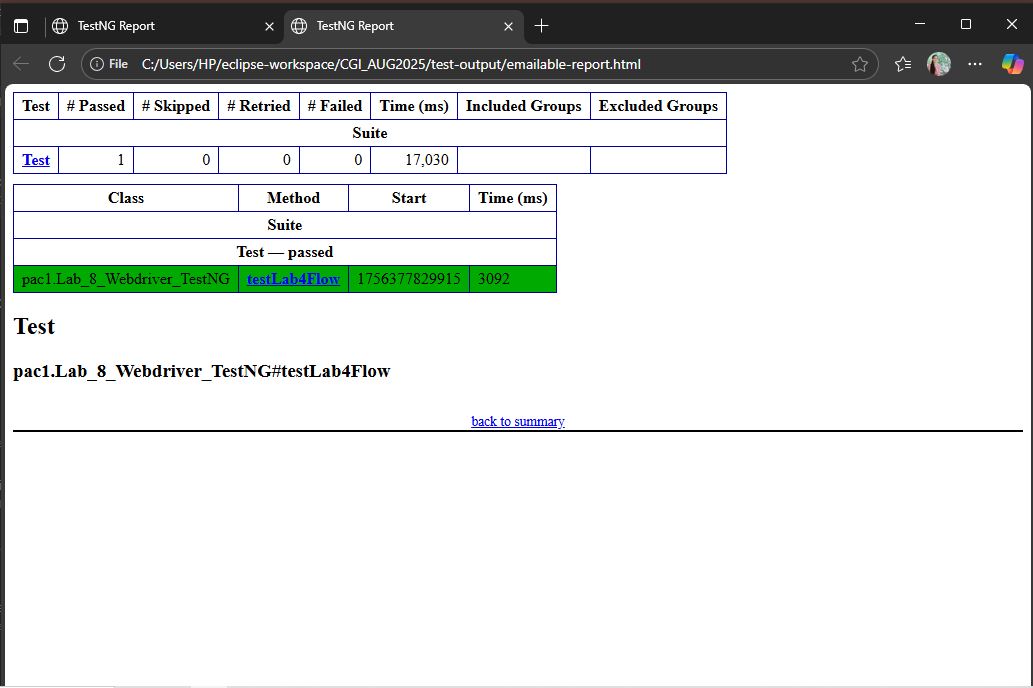 TestNG Report
TestNG Report
File C:/Users/HP/eclipse-workspace/CGI_AUG2025/test-output/emailable-report.html
Test # Passed # Skipped # Retried # Failed Time (ms) Included Groups Excluded Groups
Suite
Test 1 0 0 0 17,030
Class Method Start Time (ms)
Suite
Test — passed
pac1.Lab_8_Webdriver_TestNG testLab4Flow 1756377829915 3092
Test
pac1.Lab_8_Webdriver_TestNG#testLab4Flow
back to summary